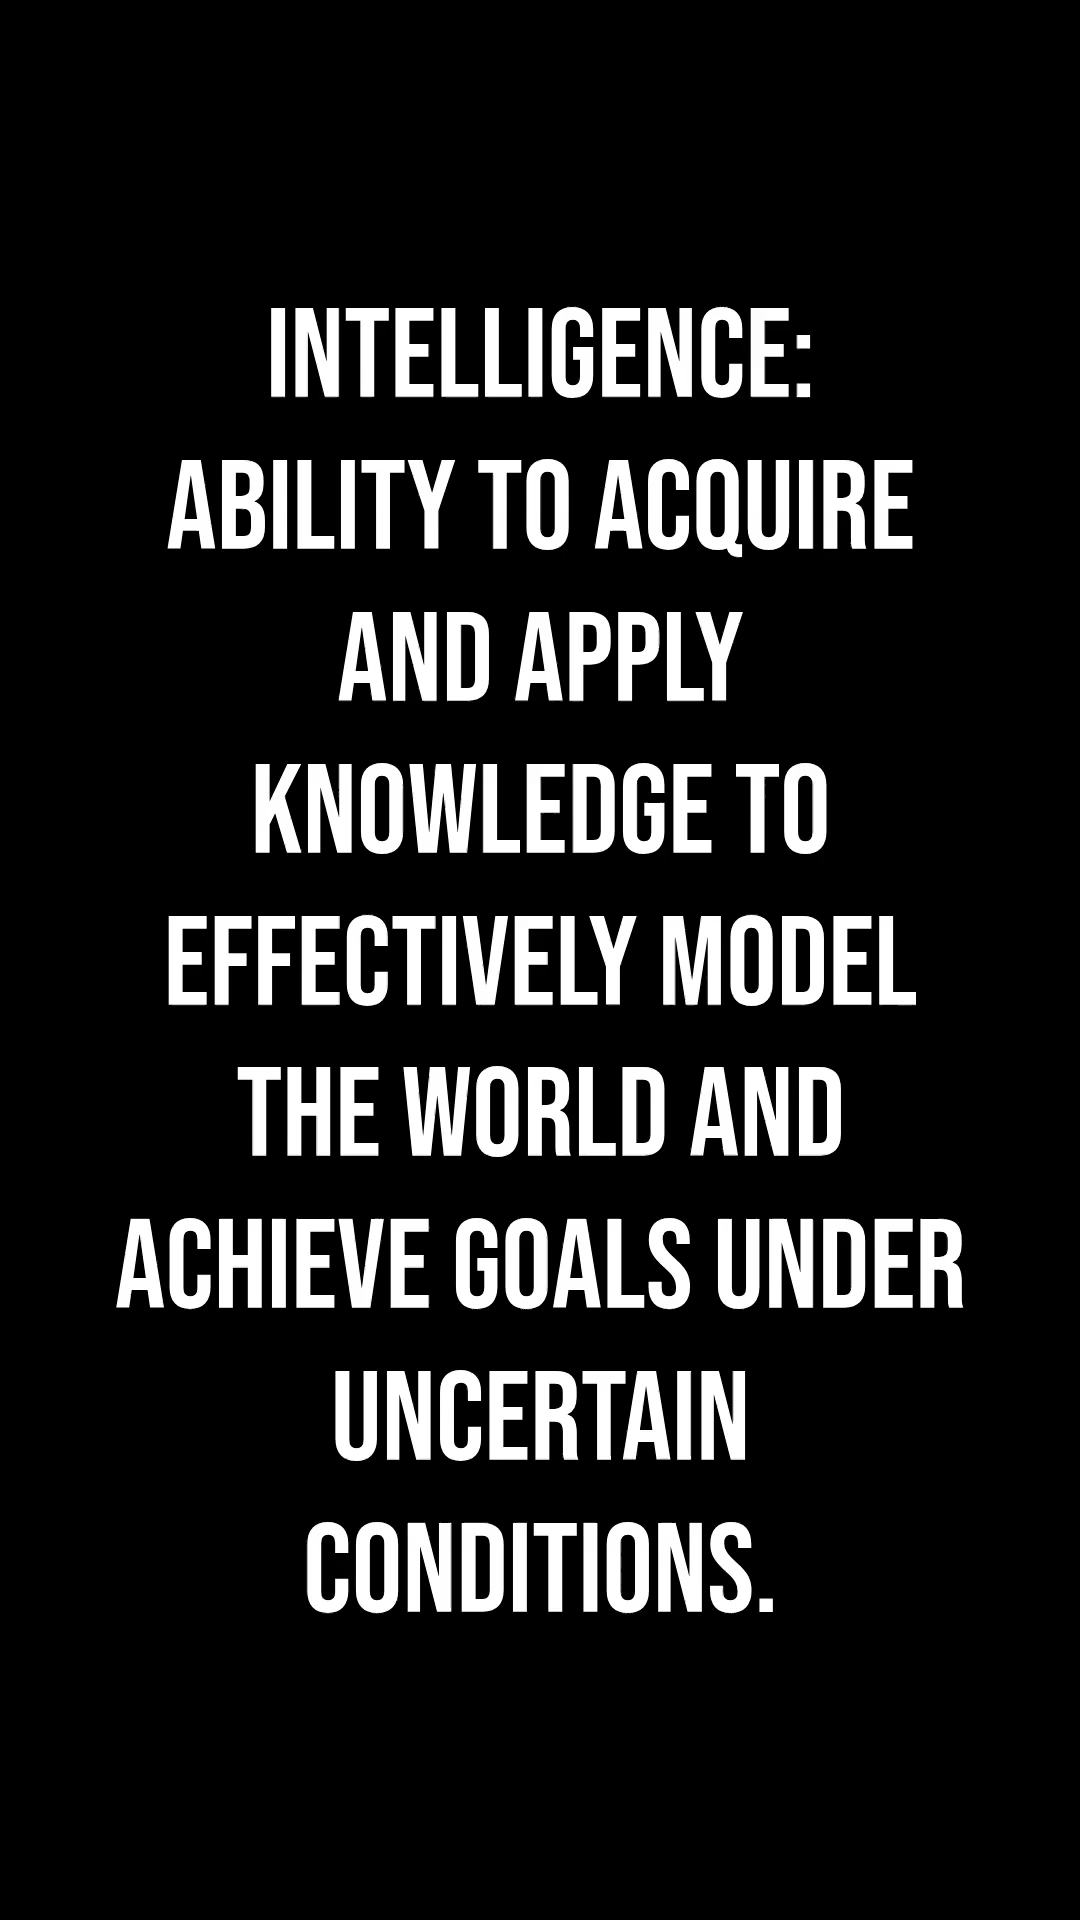 INTELLIGENCE:
ABILITY TO ACQUIRE
AND APPLY
KNOWLEDGE TO
EFFECTIVELY MODEL
THE WORLD AND
ACHIEVE GOALS UNDER
UNCERTAIN
CONDITIONS.